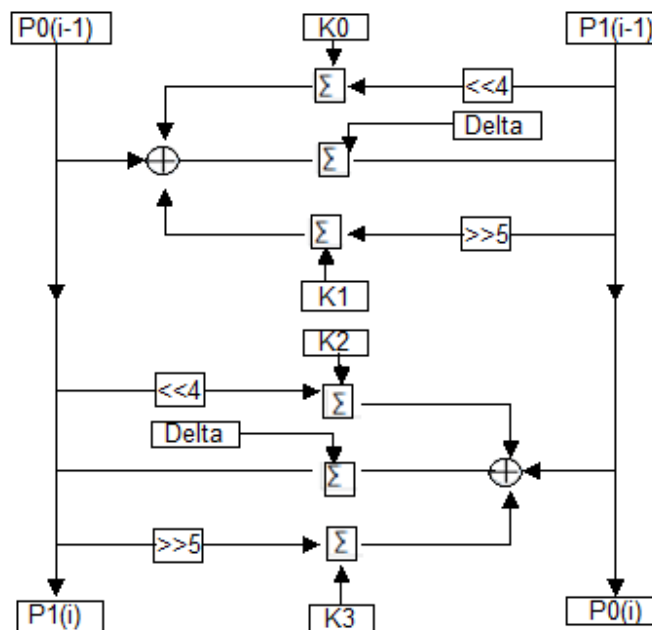 P0(i-1)
K0
P1(i-1)
Σ
<<4
Delta
Σ
Σ
>>5
K1
K2
<<4
Σ
Delta
Σ
>>5
Σ
P1(i)
K3
P0(i)